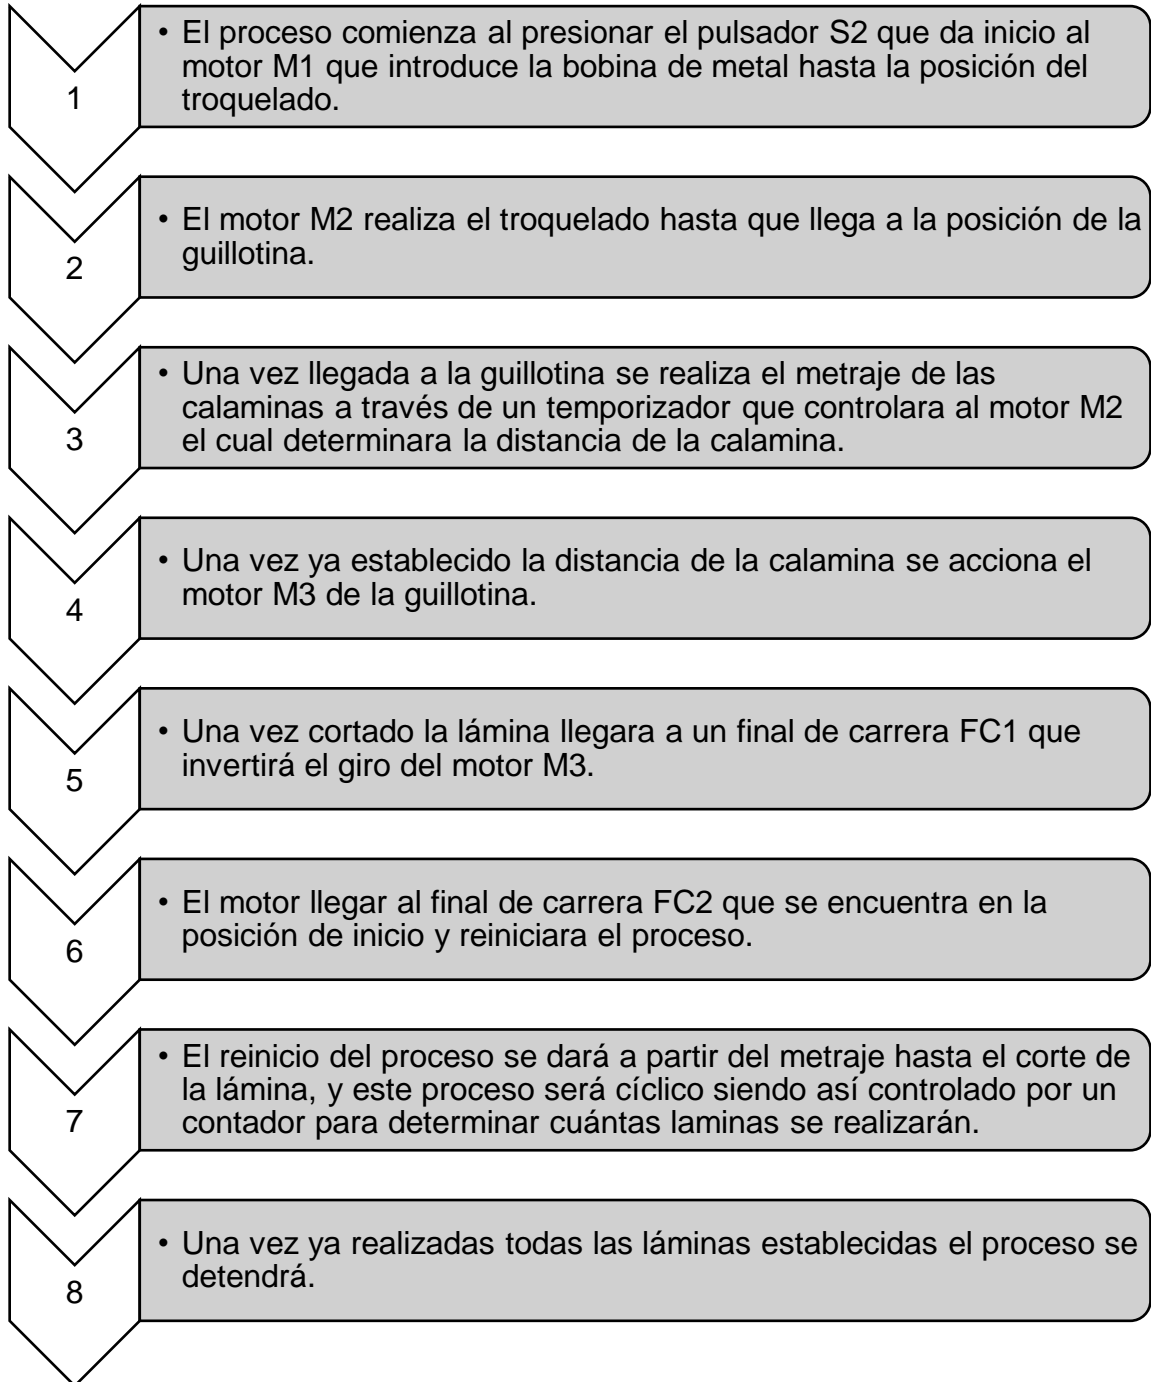 1
• El proceso comienza al presionar el pulsador S2 que da inicio al
motor M1 que introduce la bobina de metal hasta la posición del
troquelado.
2
• El motor M2 realiza el troquelado hasta que llega a la posición de la
guillotina.
3
• Una vez llegada a la guillotina se realiza el metraje de las
calaminas a través de un temporizador que controlara al motor M2
el cual determinara la distancia de la calamina.
4
• Una vez ya establecido la distancia de la calamina se acciona el
motor M3 de la guillotina.
5
• Una vez cortado la lámina llegara a un final de carrera FC1 que
invertirá el giro del motor M3.
6
• El motor llegar al final de carrera FC2 que se encuentra en la
posición de inicio y reiniciara el proceso.
7
• El reinicio del proceso se dará a partir del metraje hasta el corte de
la lámina, y este proceso será cíclico siendo así controlado por un
contador para determinar cuántas laminas se realizarán.
8
• Una vez ya realizadas todas las láminas establecidas el proceso se
detendrá.